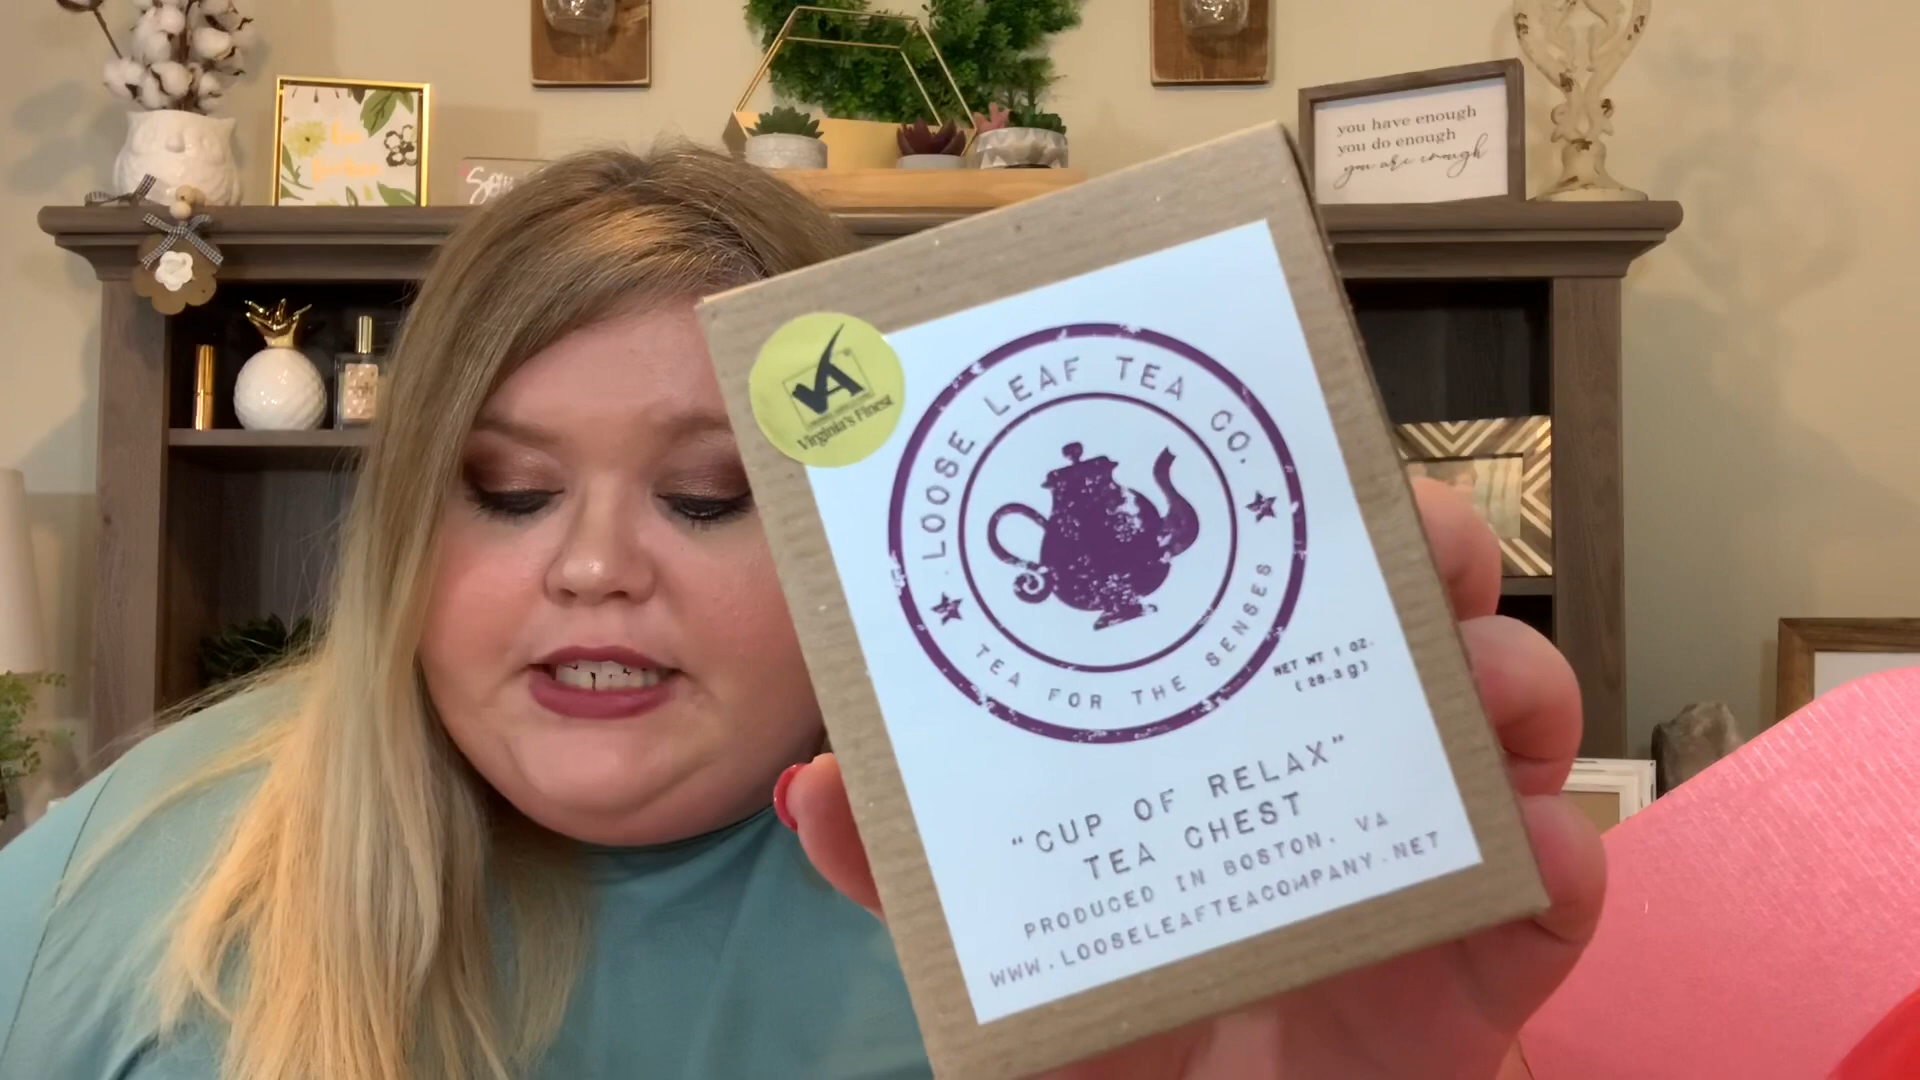 you have enough
you do enough
you are enough
VA
Virginia's Finest
LOOSE LEAF TEA CO.
TEA FOR THE SENSES
NET WT 1 OZ.
(28.3g)
"CUP OF RELAX"
TEA CHEST
PRODUCED IN BOSTON, VA
WWW.LOOSELEAFTEACOMPANY.NET